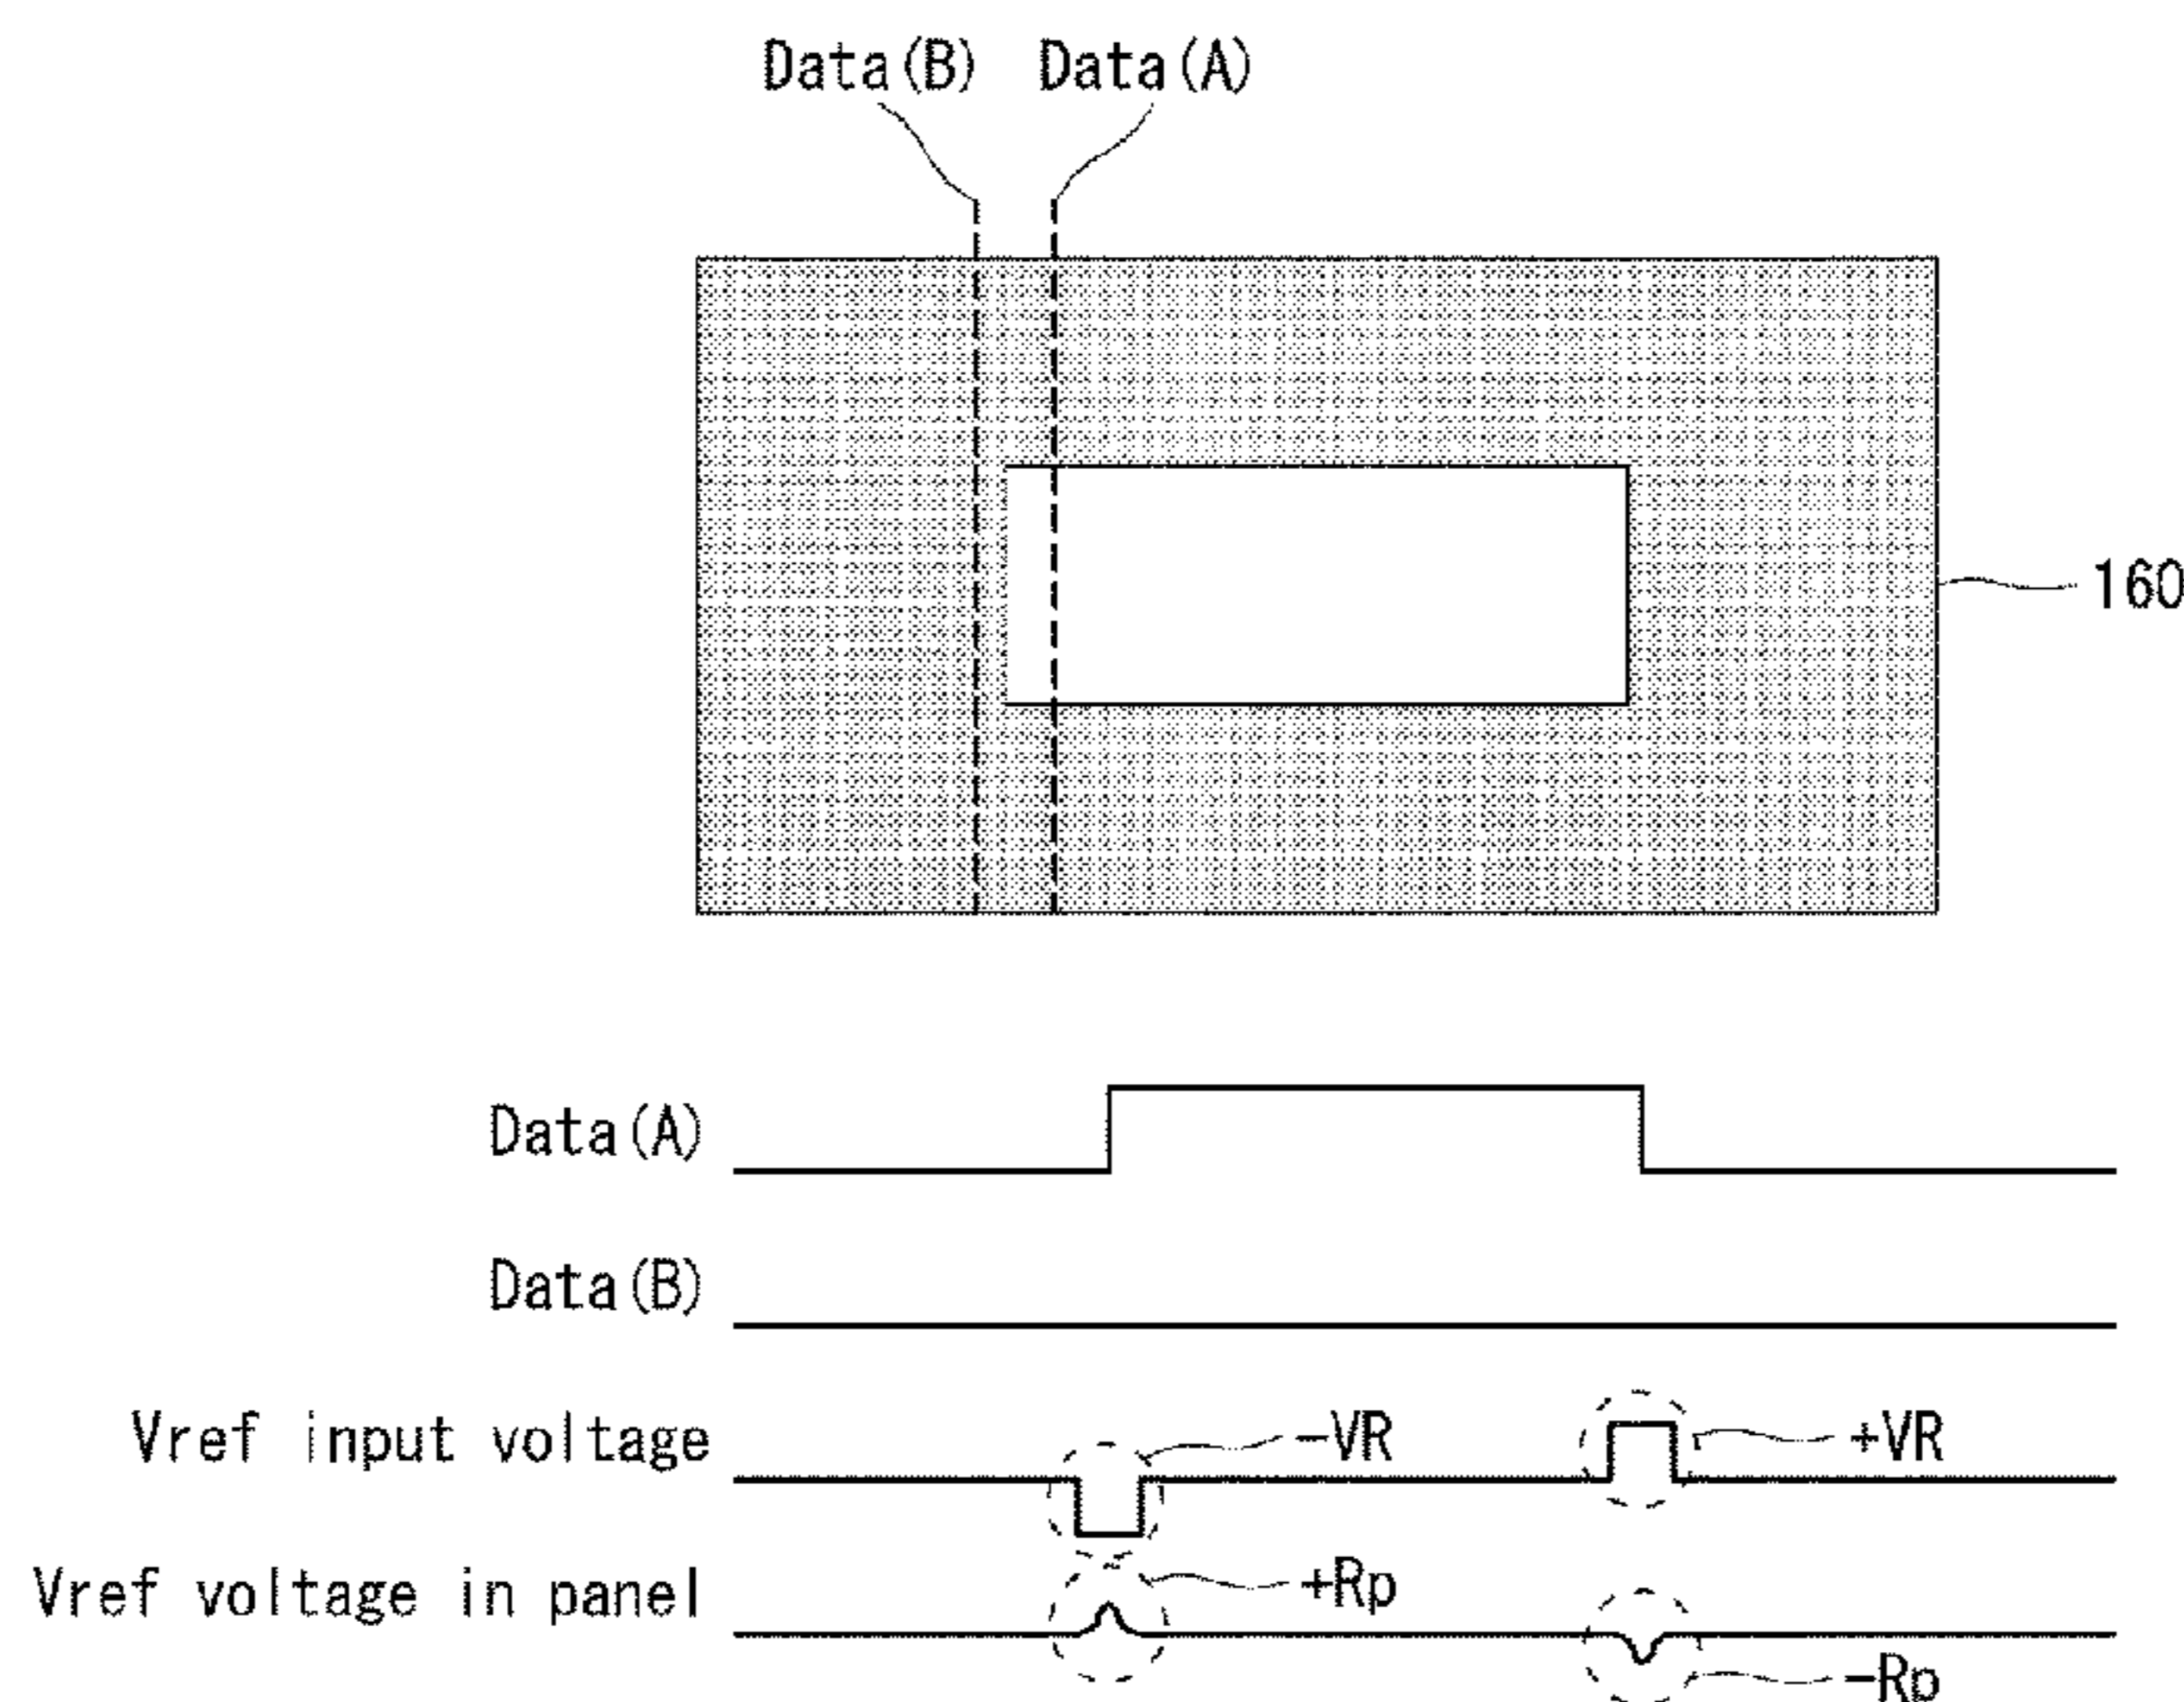 Data(B) Data(A)
160
Data(A)
Data(B)
Vref input voltage
-VR
+VR
Vref voltage in panel
+Rp
-Rp